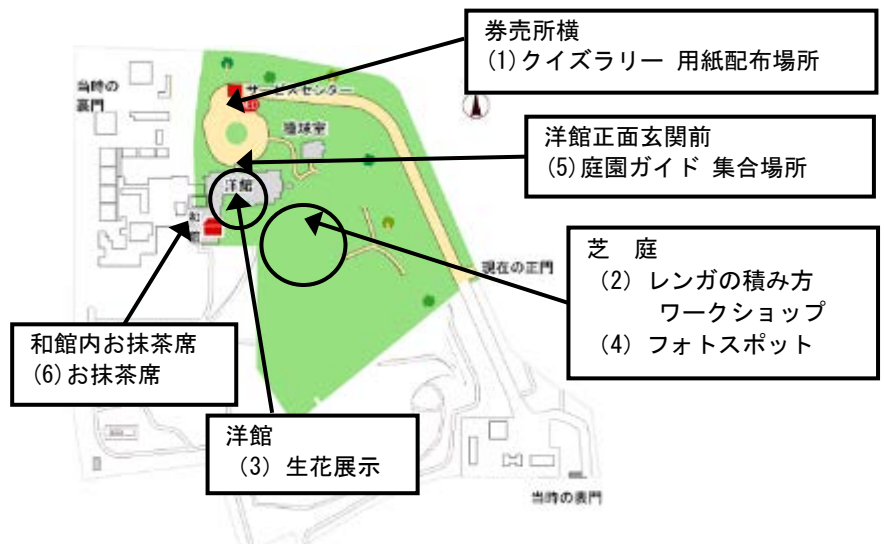 券売所横
(1)クイズラリー 用紙配布場所
当時の
裏門
サービスセンター
撞球室
洋館正面玄関前
(5)庭園ガイド 集合場所
洋館
和
館
芝 庭
(2) レンガの積み方
ワークショップ
(4) フォトスポット
現在の正門
和館内お抹茶席
(6)お抹茶席
洋館
(3) 生花展示
当時の表門